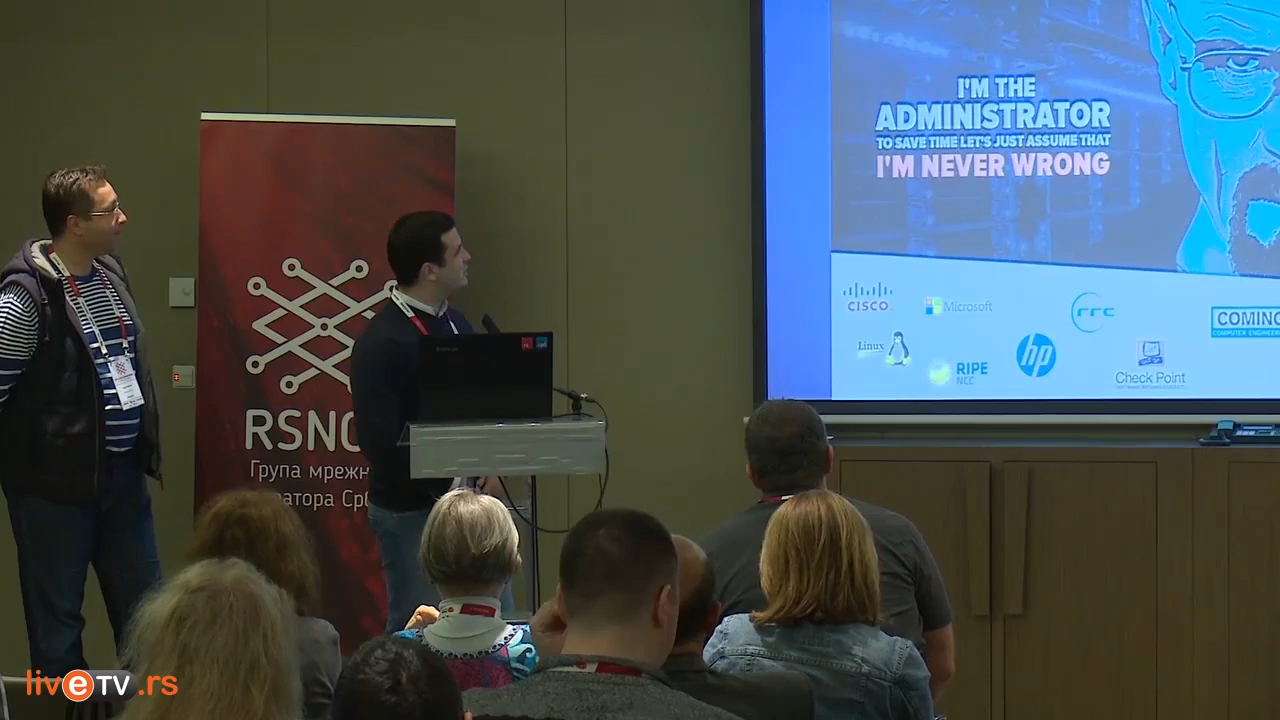 I'M THE
ADMINISTRATOR
TO SAVE TIME LET'S JUST ASSUME THAT
I'M NEVER WRONG
CISCO
Microsoft
rrc
COMING
COMPUTER ENGINEER
Linux
RIPE
NCC
hp
Check Point
RSNO
Група мрежн
ратора Срб
liveTV.rs